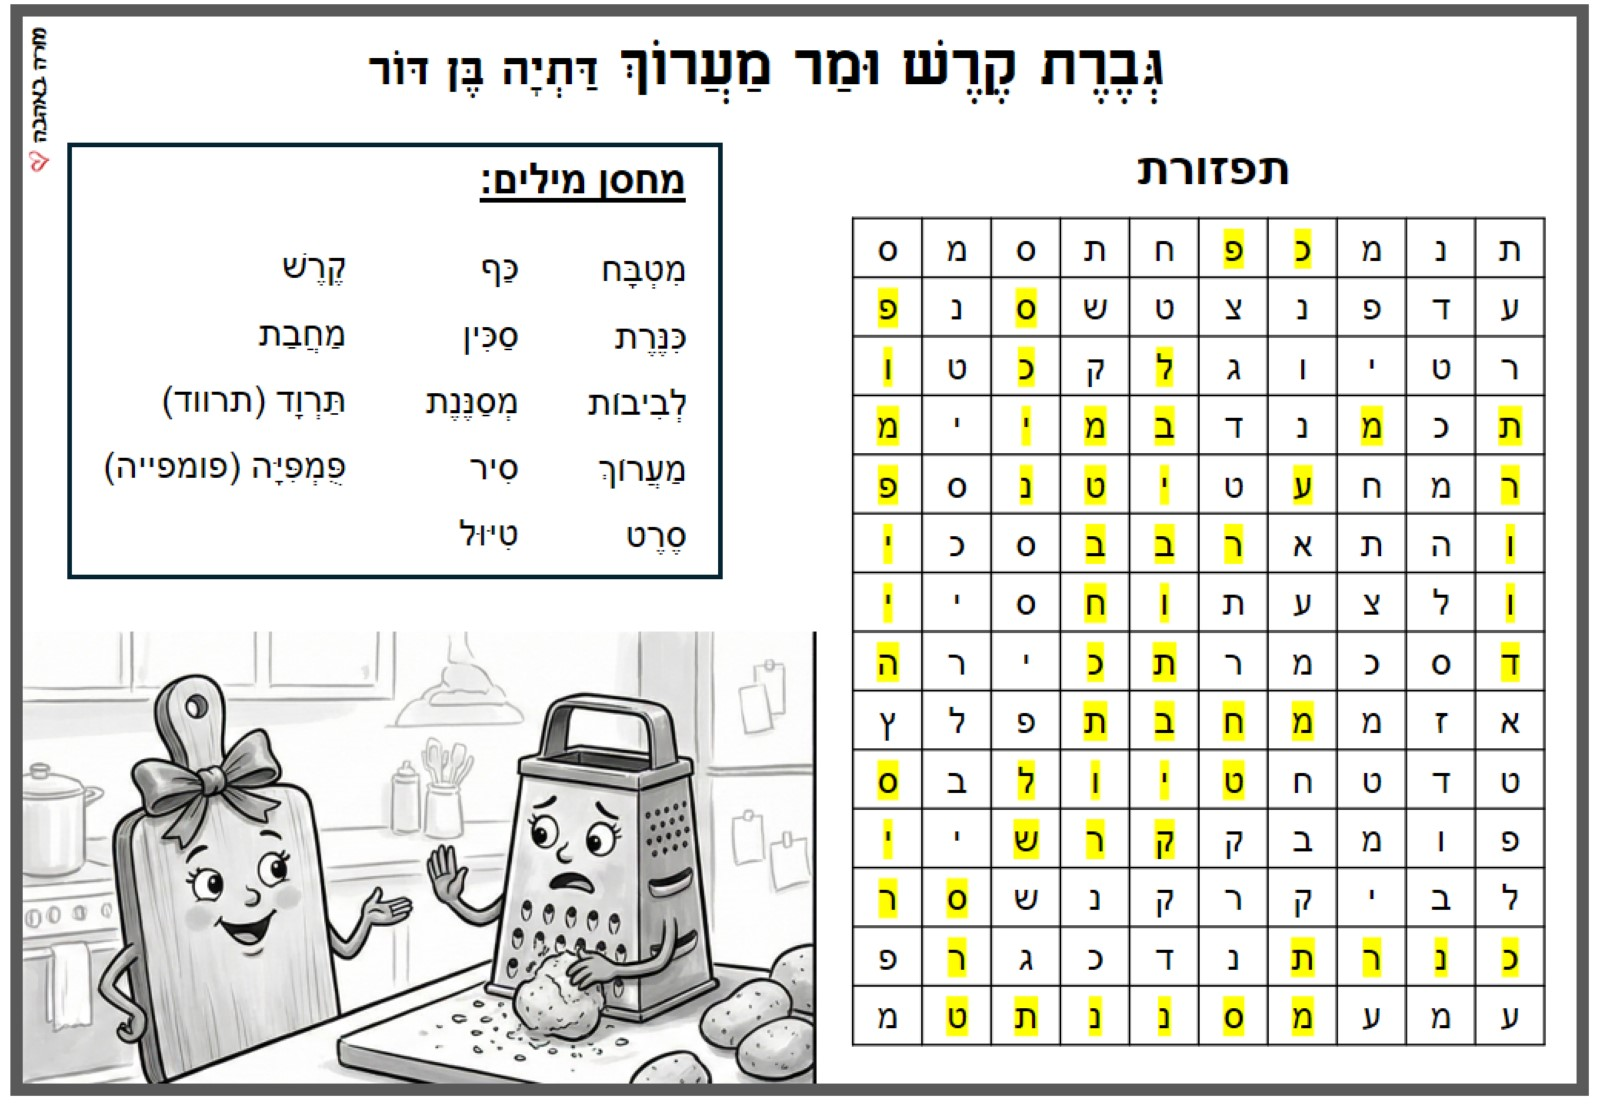 גְּבֶרֶת קֶרֶשׁ וּמַר מַעֲרוֹךְ דַּתְיָה בֶּן דּוֹר
מורה באהבה
תפזורת
ת נ מ כ פ ח ת ס מ ס
ע ד פ נ צ ט ש ס נ פ
ר ט י ו ג ל ק כ ט ו
ת כ מ נ ד ב מ י י מ
ר מ ח ע ט י ט נ ס פ
ו ה ת א ר ב ב ס כ י
ו ל צ ע ת ו ח ס י י
ד ס כ מ ר ת כ י ר ה
א ז מ מ ח ב ת פ ל ץ
ט ד ט ח ט י ו ל ב ס
פ ו מ ב ק ק ר ש י י
ל ב י ק ר ק נ ש ס ר
כ נ ר ת נ ד כ ג ר פ
ע מ ע מ ס נ נ ת ט מ
מחסן מילים:
מִטְבָּח כַּף קֶרֶשׁ
כִּנֶּרֶת סַכִּין מַחֲבַת
לְבִיבוֹת מְסַנֶּנֶת תַּרְוָד (תרווד)
מַעֲרוֹךְ סִיר פֻּמְפִּיָּה (פומפייה)
סֶרֶט טִיּוּל